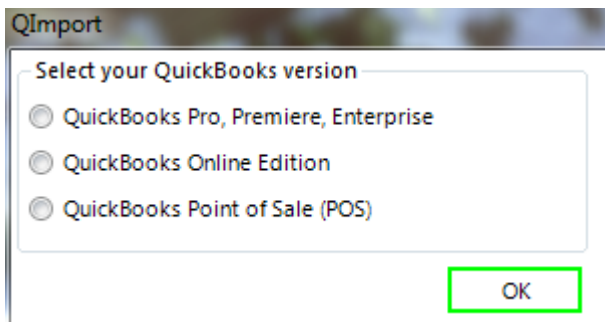 QImport
Select your QuickBooks version
QuickBooks Pro, Premiere, Enterprise
QuickBooks Online Edition
QuickBooks Point of Sale (POS)
OK